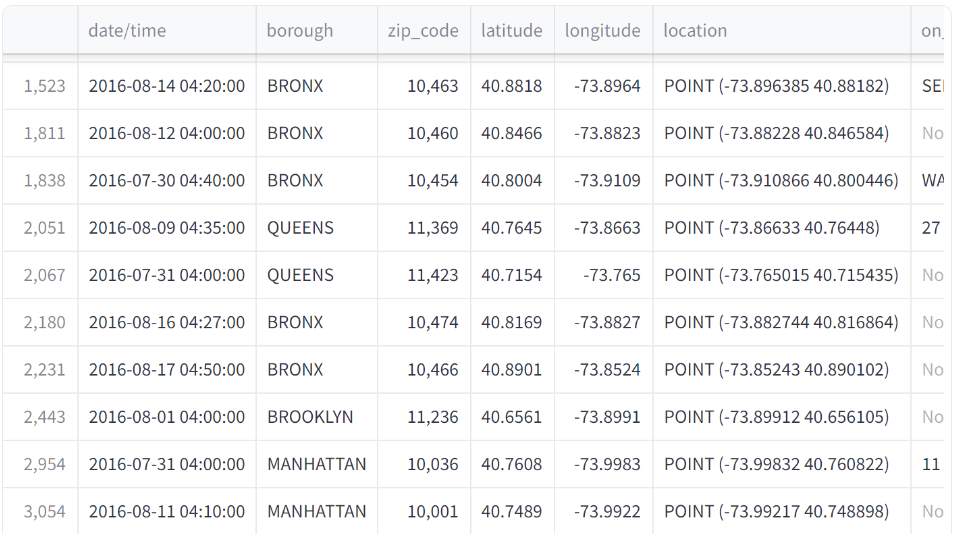 date/time borough zip_code latitude longitude location on_
1,523 2016-08-14 04:20:00 BRONX 10,463 40.8818 -73.8964 POINT (-73.896385 40.88182) SE
1,811 2016-08-12 04:00:00 BRONX 10,460 40.8466 -73.8823 POINT (-73.88228 40.846584) No
1,838 2016-07-30 04:40:00 BRONX 10,454 40.8004 -73.9109 POINT (-73.910866 40.800446) WA
2,051 2016-08-09 04:35:00 QUEENS 11,369 40.7645 -73.8663 POINT (-73.86633 40.76448) 27
2,067 2016-07-31 04:00:00 QUEENS 11,423 40.7154 -73.765 POINT (-73.765015 40.715435) No
2,180 2016-08-16 04:27:00 BRONX 10,474 40.8169 -73.8827 POINT (-73.882744 40.816864) No
2,231 2016-08-17 04:50:00 BRONX 10,466 40.8901 -73.8524 POINT (-73.85243 40.890102) No
2,443 2016-08-01 04:00:00 BROOKLYN 11,236 40.6561 -73.8991 POINT (-73.89912 40.656105) No
2,954 2016-07-31 04:00:00 MANHATTAN 10,036 40.7608 -73.9983 POINT (-73.99832 40.760822) 11
3,054 2016-08-11 04:10:00 MANHATTAN 10,001 40.7489 -73.9922 POINT (-73.99217 40.748898) No